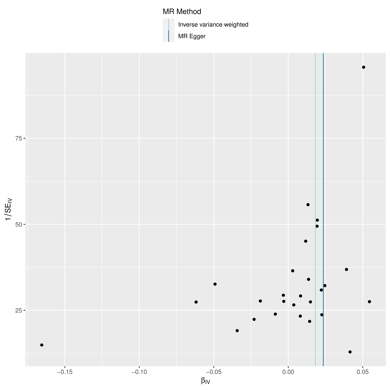 MR Method
Inverse variance weighted
MR Egger
75
50
25
1/SE_IV
−0.15
−0.10
−0.05
0.00
0.05
β_IV